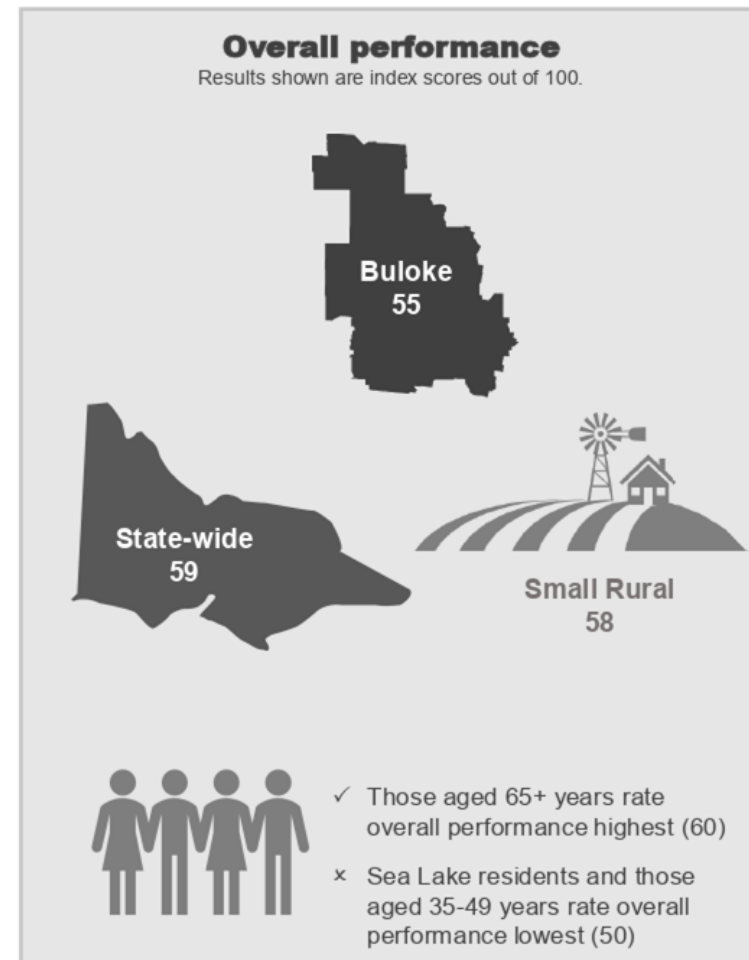 Overall performance
Results shown are index scores out of 100.
Buloke
55
State-wide
59
Small Rural
58
✓ Those aged 65+ years rate
overall performance highest (60)
× Sea Lake residents and those
aged 35-49 years rate overall
performance lowest (50)